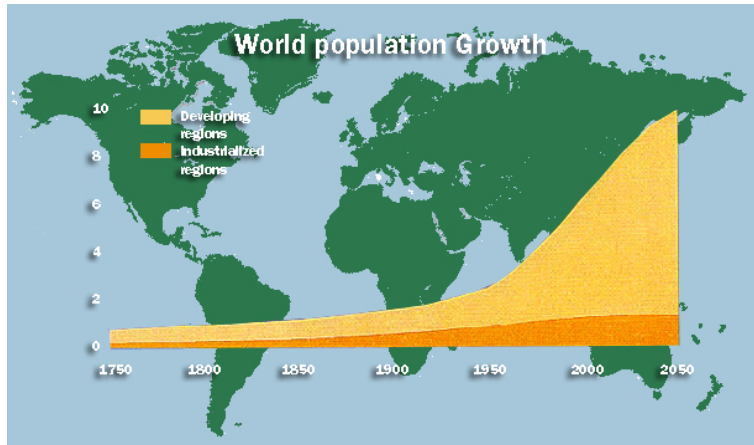 World population Growth
10
Developing
regions
Industrialized
regions
8
6
4
2
0
1750 1800 1850 1900 1950 2000 2050